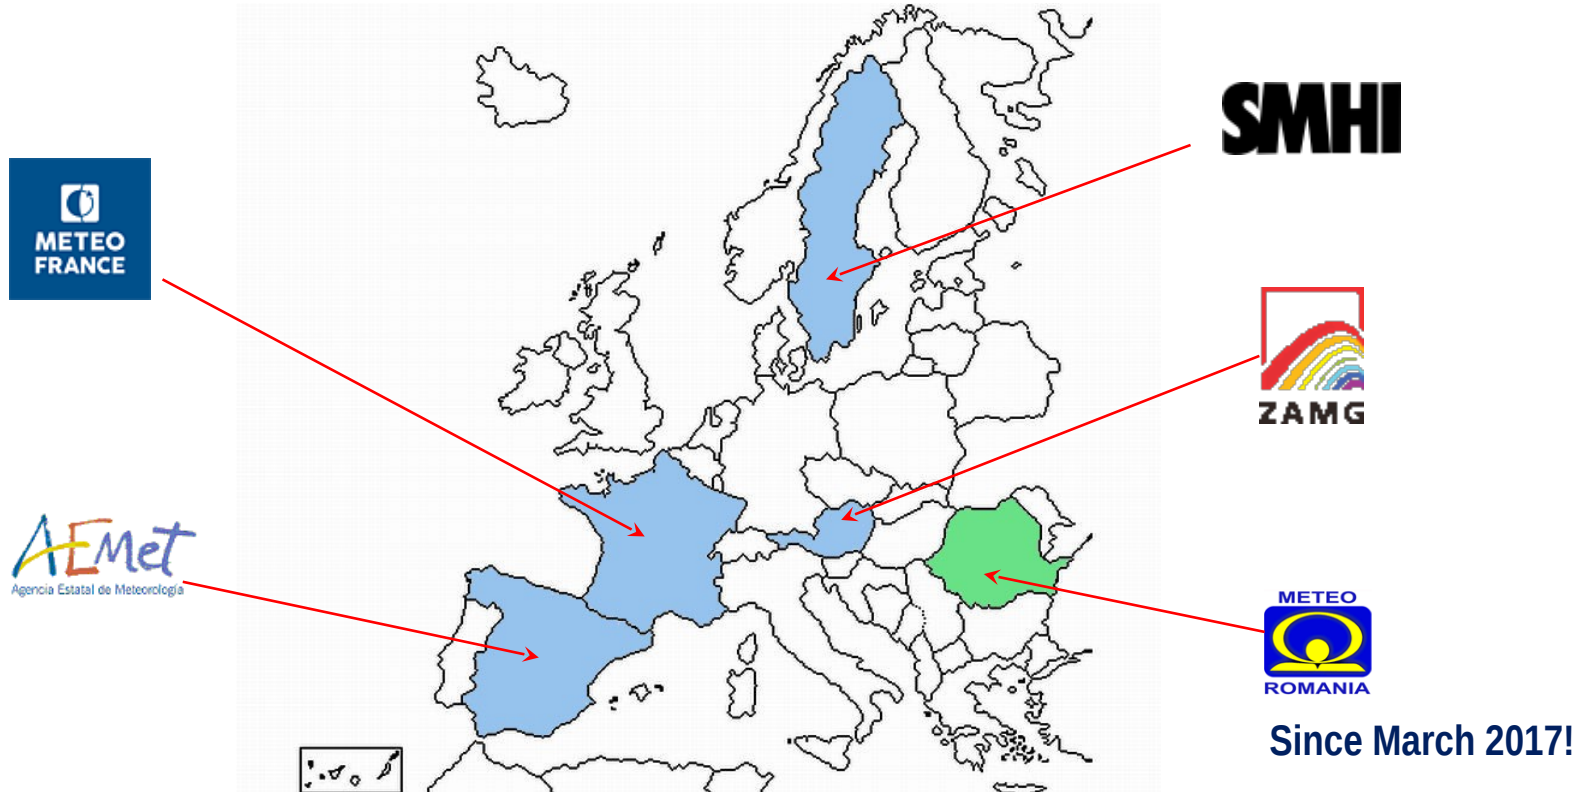 SMHI
METEO
FRANCE
ZAMG
AEMet
Agencia Estatal de Meteorología
METEO
ROMANIA
Since March 2017!